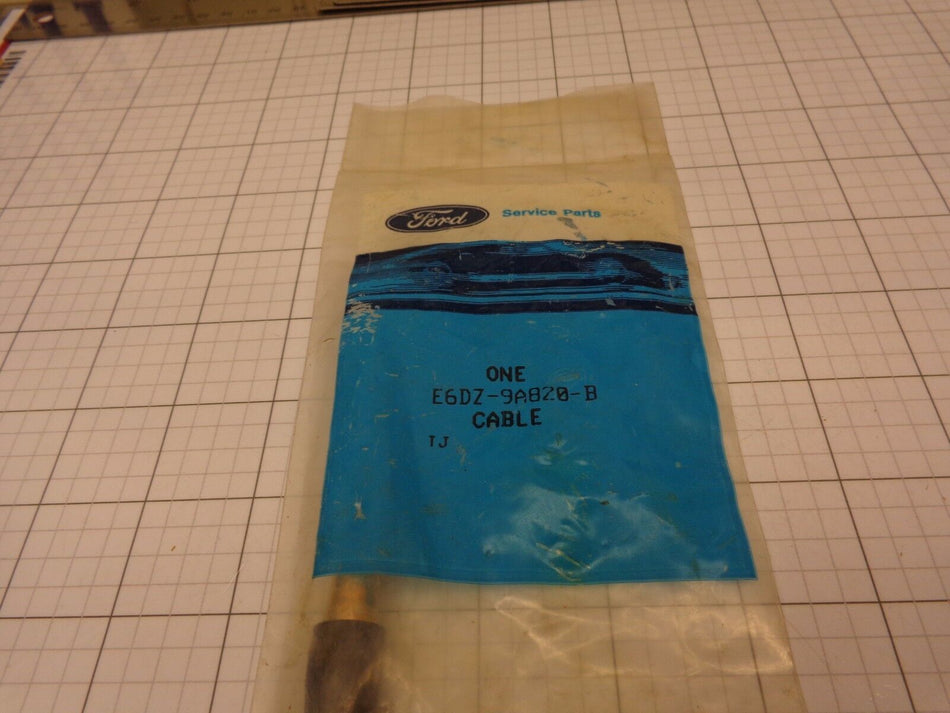 Ford Service Parts
ONE
E6DZ-9A820-B
CABLE
TJ